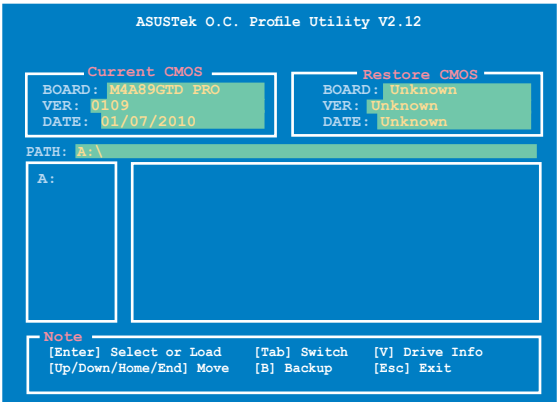 ASUSTek O.C. Profile Utility V2.12
Current CMOS
BOARD: M4A89GTD PRO
VER: 0109
DATE: 01/07/2010
Restore CMOS
BOARD: Unknown
VER: Unknown
DATE: Unknown
PATH: A:\
A:
Note
[Enter] Select or Load [Tab] Switch [V] Drive Info
[Up/Down/Home/End] Move [B] Backup [Esc] Exit